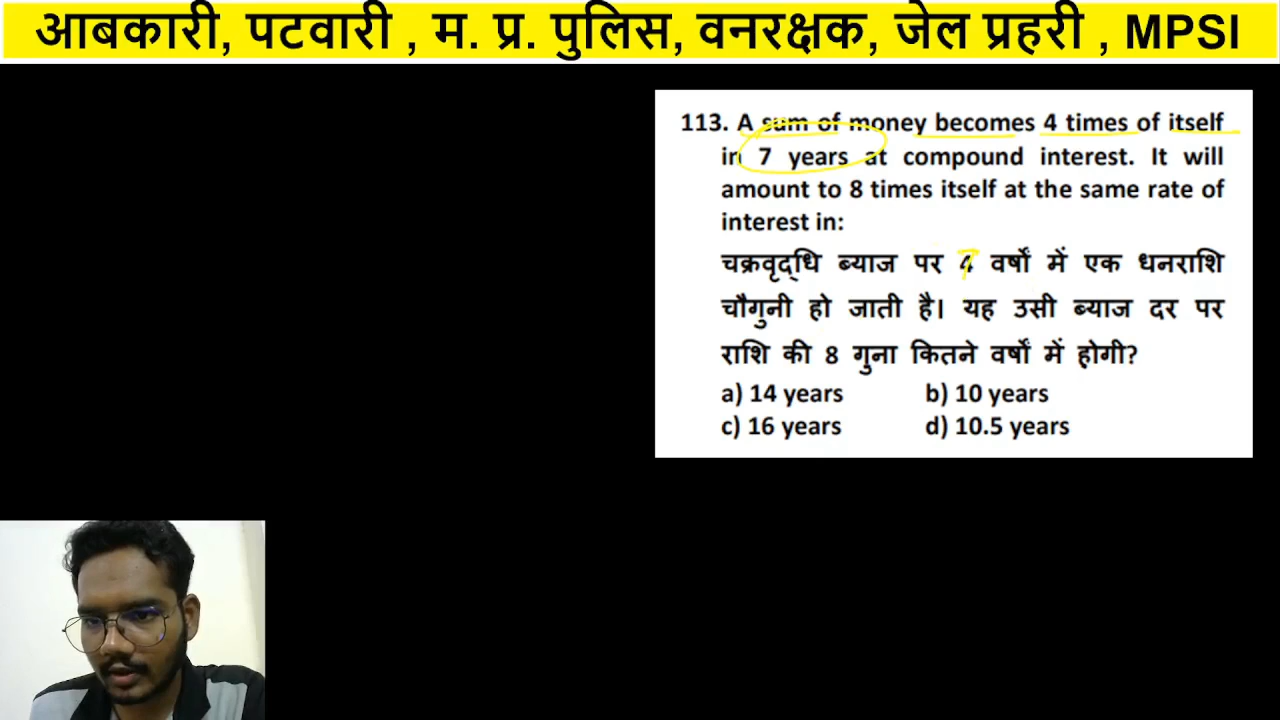 आबकारी, पटवारी , म. प्र. पुलिस, वनरक्षक, जेल प्रहरी , MPSI
113. A sum of money becomes 4 times of itself
in 7 years at compound interest. It will
amount to 8 times itself at the same rate of
interest in:
चक्रवृद्धि ब्याज पर 7 वर्षों में एक धनराशि
चौगुनी हो जाती है। यह उसी ब्याज दर पर
राशि की 8 गुना कितने वर्षों में होगी?
a) 14 years b) 10 years
c) 16 years d) 10.5 years